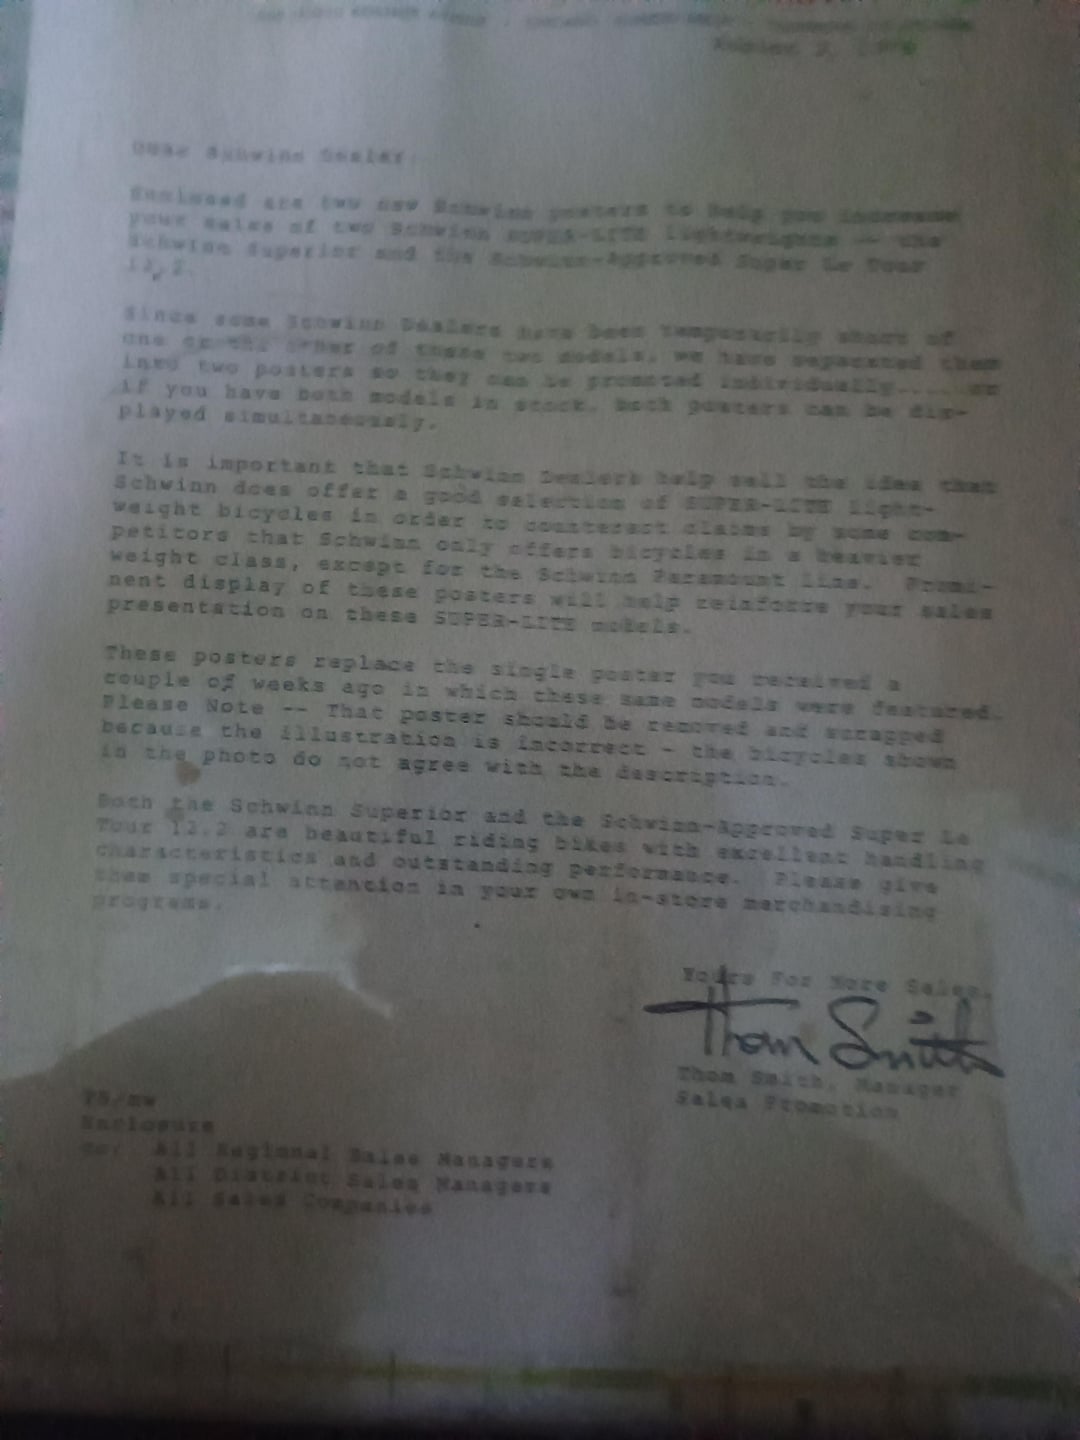 Dear Schwinn Dealer:
Enclosed are two new Schwinn posters to help you increase
your sales of two Schwinn SUPER-LITE lightweights -- the
Schwinn Superior and the Schwinn-Approved Super Le Tour
12.2.
Since some Schwinn Dealers have been temporarily short of
one or the other of these two models, we have separated them
into two posters so they can be promoted individually..... or
if you have both models in stock, both posters can be dis-
played simultaneously.
It is important that Schwinn Dealers help sell the idea that
Schwinn does offer a good selection of SUPER-LITE light-
weight bicycles in order to counteract claims by some com-
petitors that Schwinn only offers bicycles in a heavier
weight class, except for the Schwinn Paramount line. Promi-
nent display of these posters will help reinforce your sales
presentation on these SUPER-LITE models.
These posters replace the single poster you received a
couple of weeks ago in which these same models were featured.
Please Note -- That poster should be removed and scrapped
because the illustration is incorrect - the bicycles shown
in the photo do not agree with the description.
Both the Schwinn Superior and the Schwinn-Approved Super Le
Tour 12.2 are beautiful riding bikes with excellent handling
characteristics and outstanding performance. Please give
them special attention in your own in-store merchandising
programs.
Yours For More Sales,
Thom Smith
Thom Smith, Manager
Sales Promotion
TS/mw
Enclosure
cc: All Regional Sales Managers
All District Sales Managers
All Sales Companies